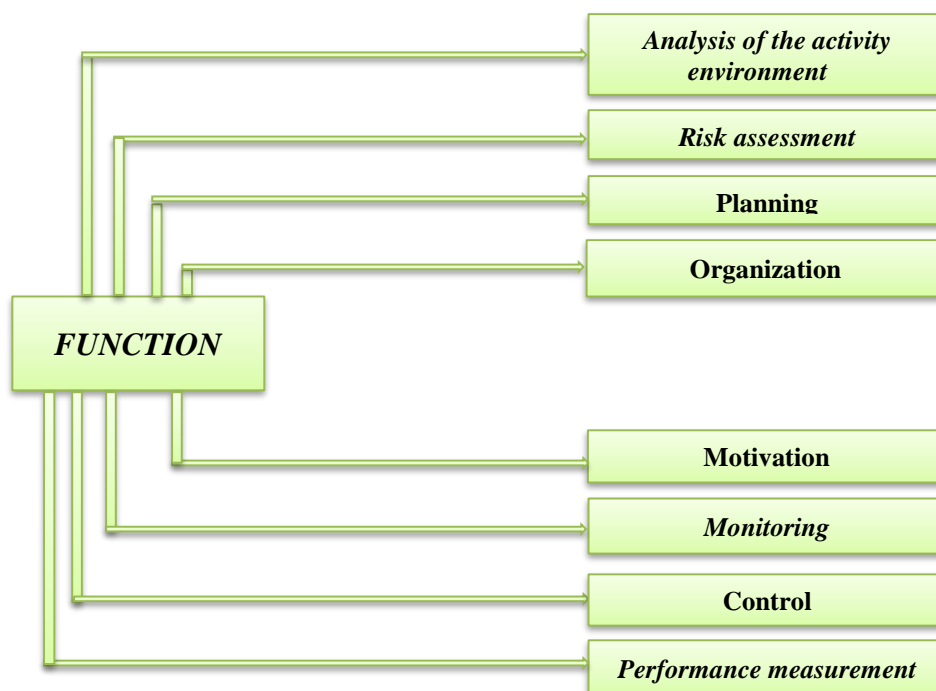 Analysis of the activity
environment
Risk assessment
Planning
Organization
FUNCTION
Motivation
Monitoring
Control
Performance measurement